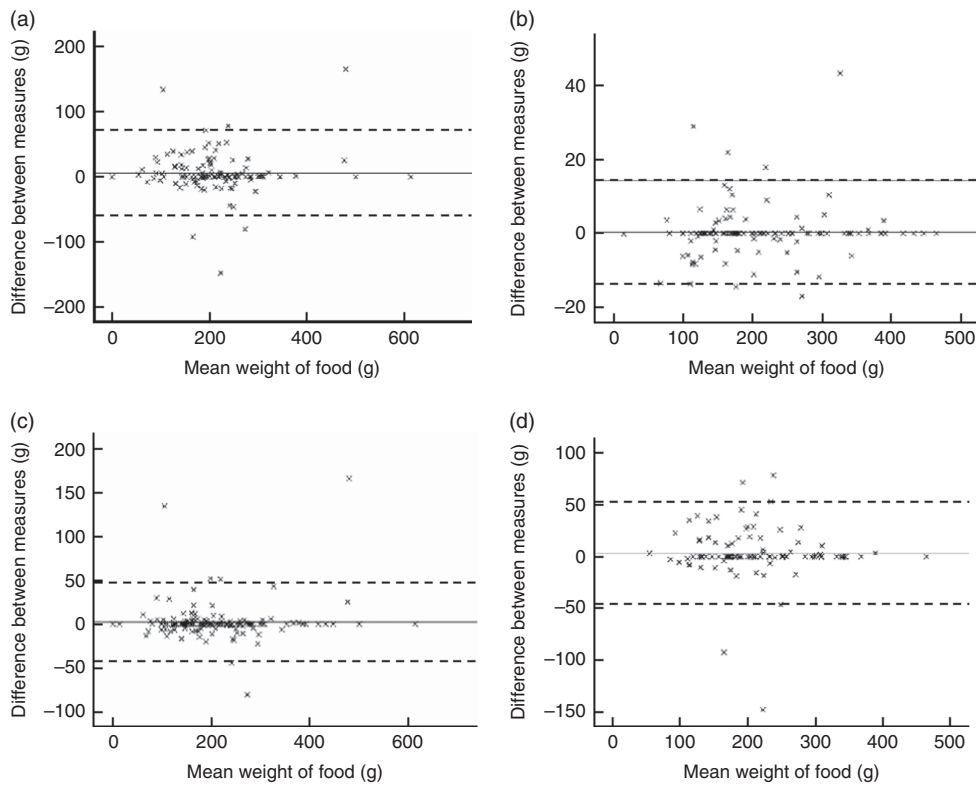 (a)
200
100
0
−100
−200
Difference between measures (g)
0 200 400 600
Mean weight of food (g)
(b)
40
20
0
−20
Difference between measures (g)
0 100 200 300 400 500
Mean weight of food (g)
(c)
200
150
100
50
0
−50
−100
Difference between measures (g)
0 200 400 600
Mean weight of food (g)
(d)
100
50
0
−50
−100
−150
Difference between measures (g)
0 100 200 300 400 500
Mean weight of food (g)